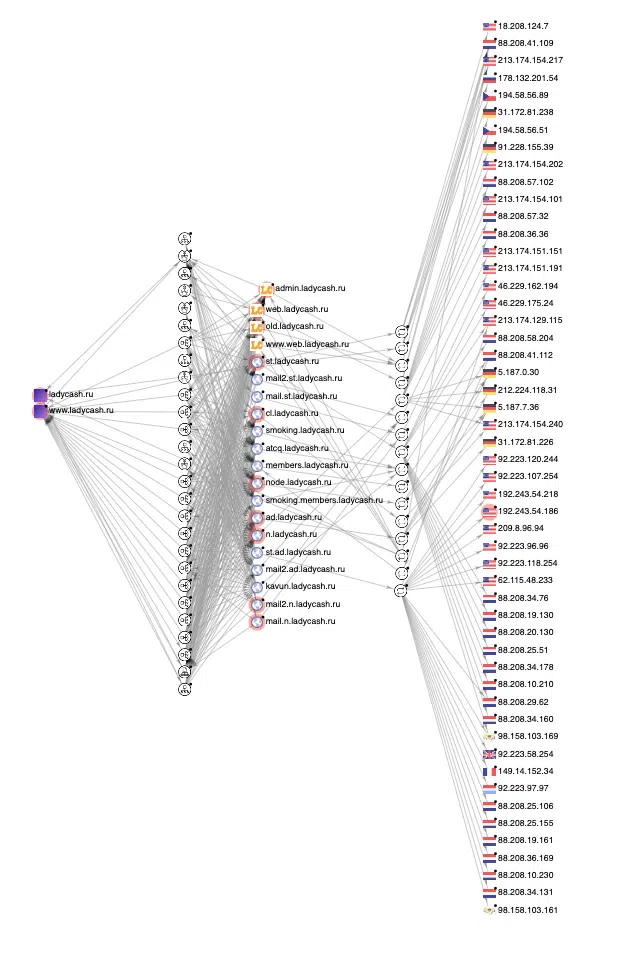 ladycash.ru
www.ladycash.ru
admin.ladycash.ru
web.ladycash.ru
old.ladycash.ru
www.web.ladycash.ru
st.ladycash.ru
mail2.st.ladycash.ru
mail.st.ladycash.ru
cl.ladycash.ru
smoking.ladycash.ru
atcq.ladycash.ru
members.ladycash.ru
node.ladycash.ru
smoking.members.ladycash.ru
ad.ladycash.ru
n.ladycash.ru
st.ad.ladycash.ru
mail2.ad.ladycash.ru
kavun.ladycash.ru
mail2.n.ladycash.ru
mail.n.ladycash.ru
18.208.124.7
88.208.41.109
213.174.154.217
178.132.201.54
194.58.56.89
31.172.81.238
194.58.56.51
91.228.155.39
213.174.154.202
88.208.57.102
213.174.154.101
88.208.57.32
88.208.36.36
213.174.151.151
213.174.151.191
46.229.162.194
46.229.175.24
213.174.129.115
88.208.58.204
88.208.41.112
5.187.0.30
212.224.118.31
5.187.7.36
213.174.154.240
31.172.81.226
92.223.120.244
92.223.107.254
192.243.54.218
192.243.54.186
209.8.96.94
92.223.96.96
92.223.118.254
62.115.48.233
88.208.34.76
88.208.19.130
88.208.20.130
88.208.25.51
88.208.34.178
88.208.10.210
88.208.29.62
88.208.34.160
98.158.103.169
92.223.58.254
149.14.152.34
92.223.97.97
88.208.25.106
88.208.25.155
88.208.19.161
88.208.36.169
88.208.10.230
88.208.34.131
98.158.103.161